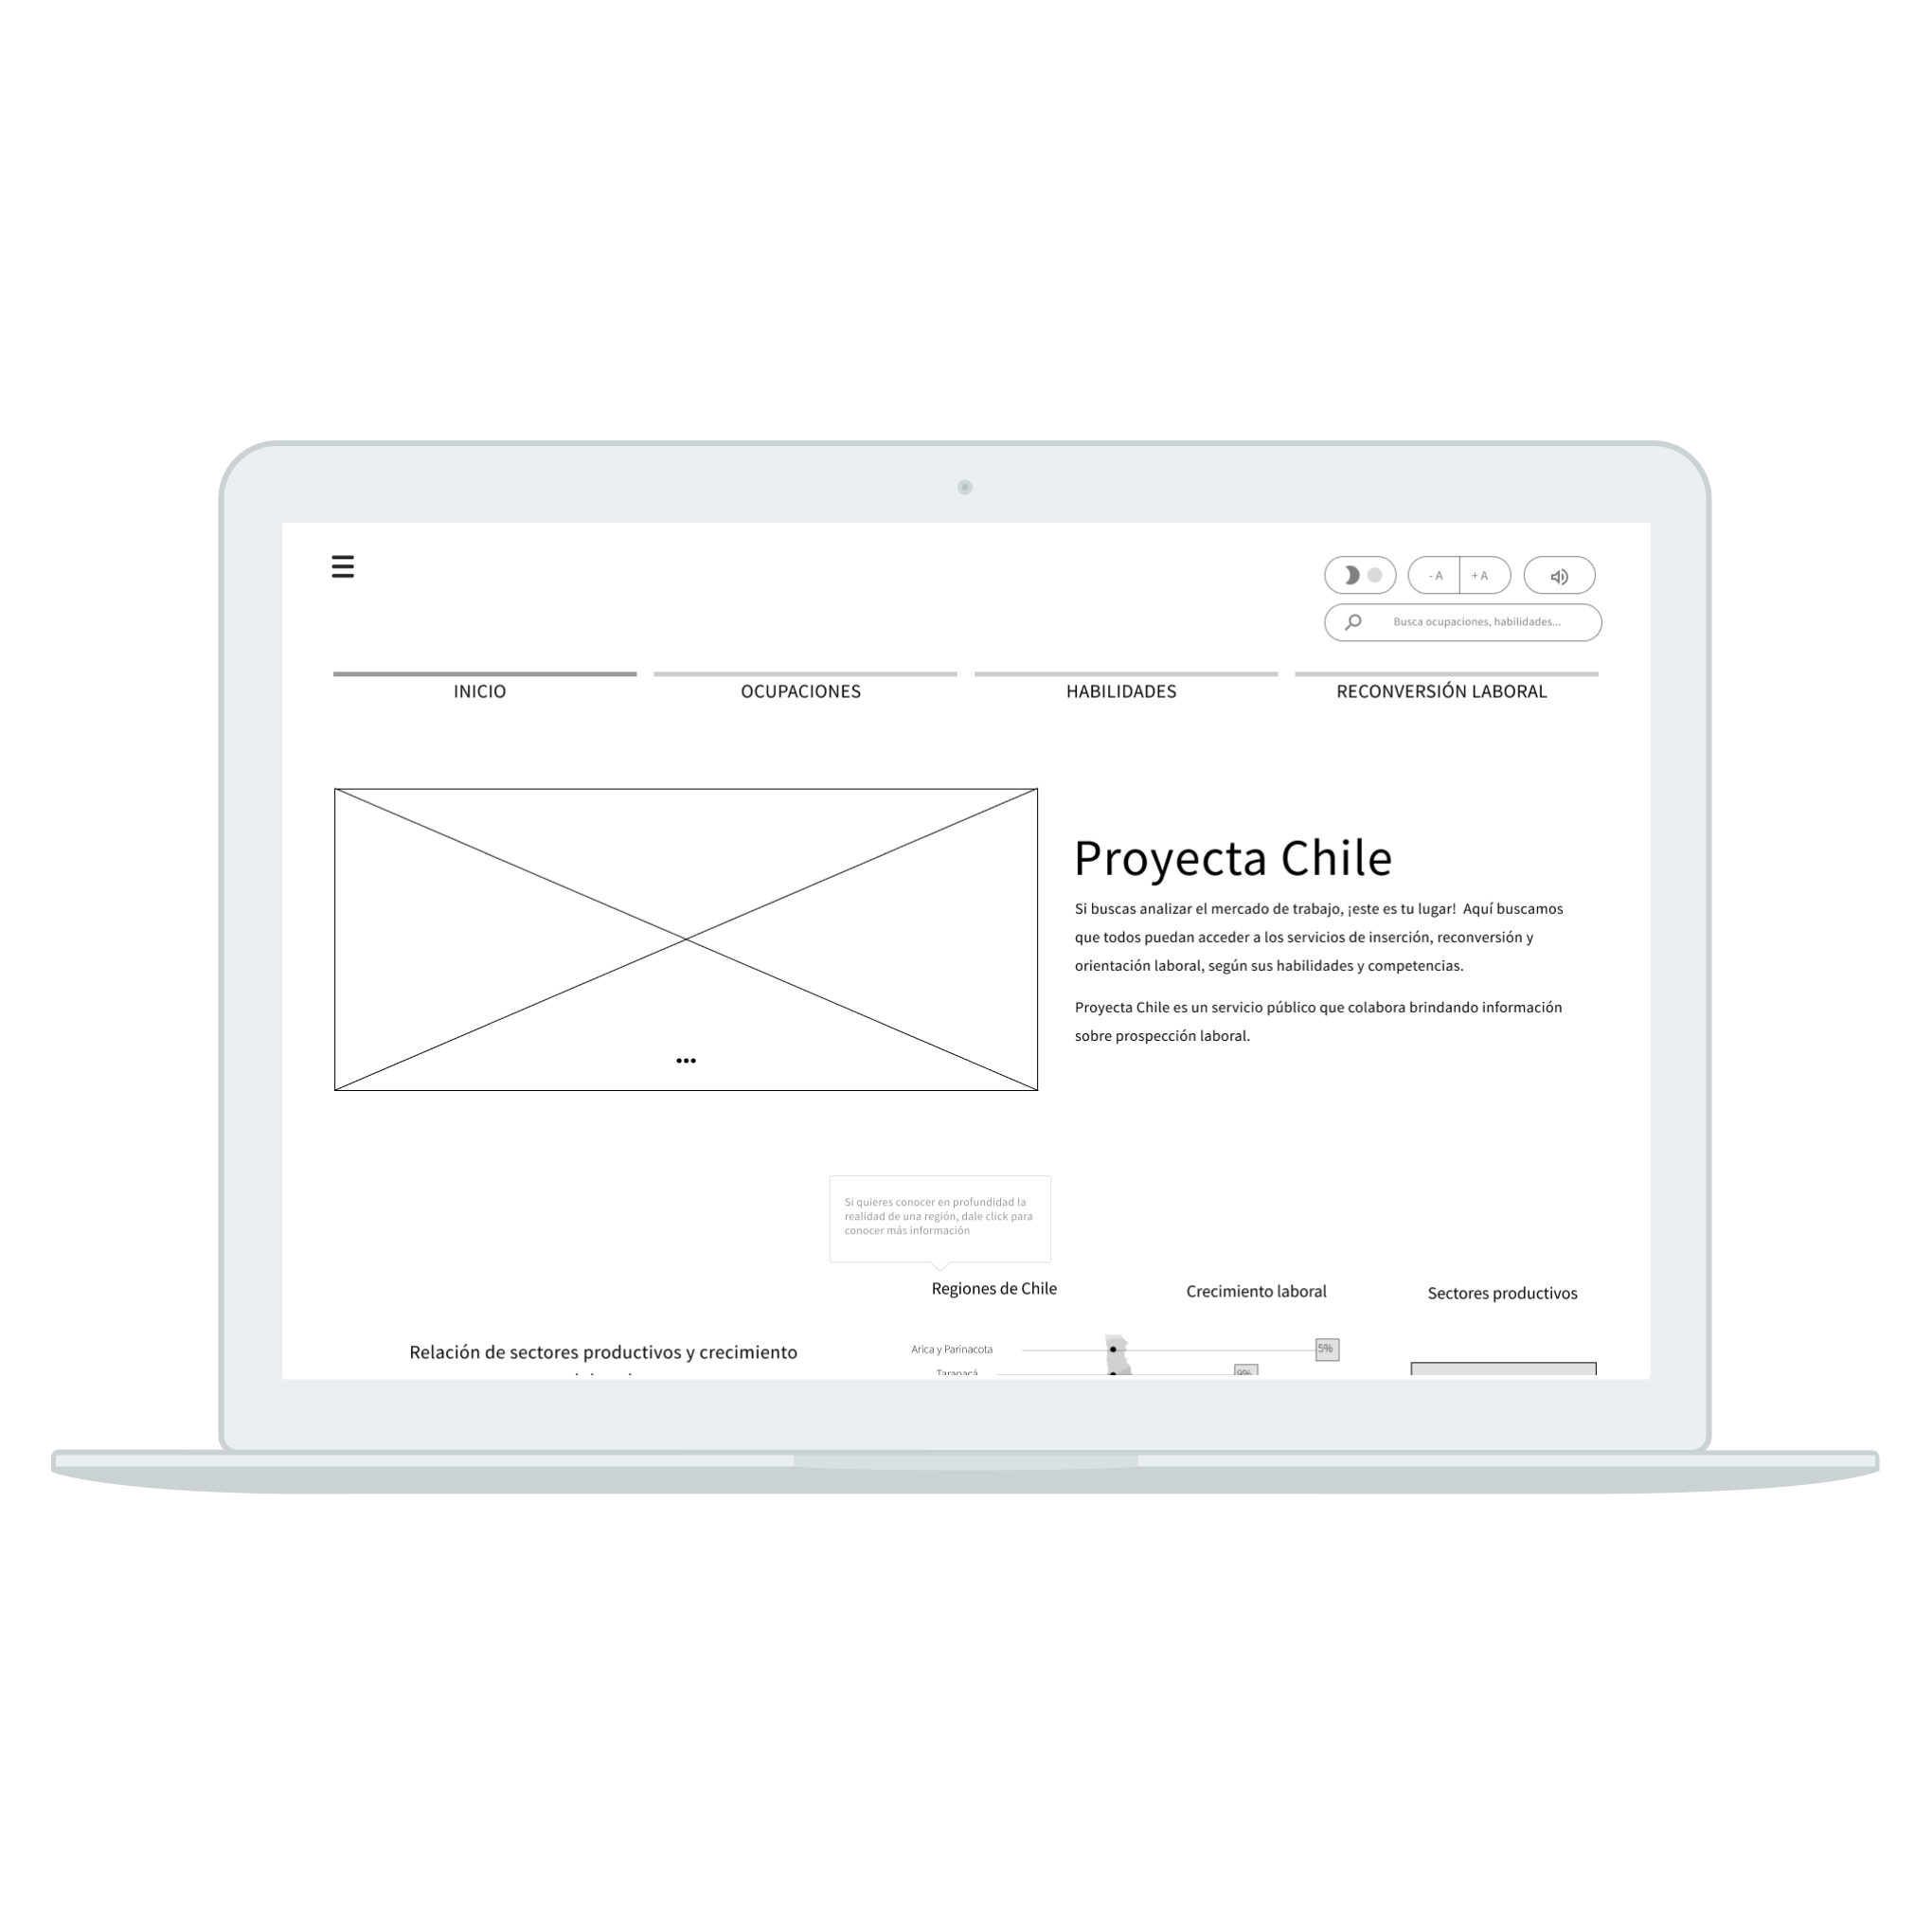 - A + A
Busca ocupaciones, habilidades...
INICIO OCUPACIONES HABILIDADES RECONVERSIÓN LABORAL
Proyecta Chile
Si buscas analizar el mercado de trabajo, ¡este es tu lugar! Aquí buscamos
que todos puedan acceder a los servicios de inserción, reconversión y
orientación laboral, según sus habilidades y competencias.
Proyecta Chile es un servicio público que colabora brindando información
sobre prospección laboral.
Si quieres conocer en profundidad la
realidad de una región, dale click para
conocer más información
Regiones de Chile Crecimiento laboral Sectores productivos
Relación de sectores productivos y crecimiento
Arica y Parinacota 5%
Tarapacá 9%